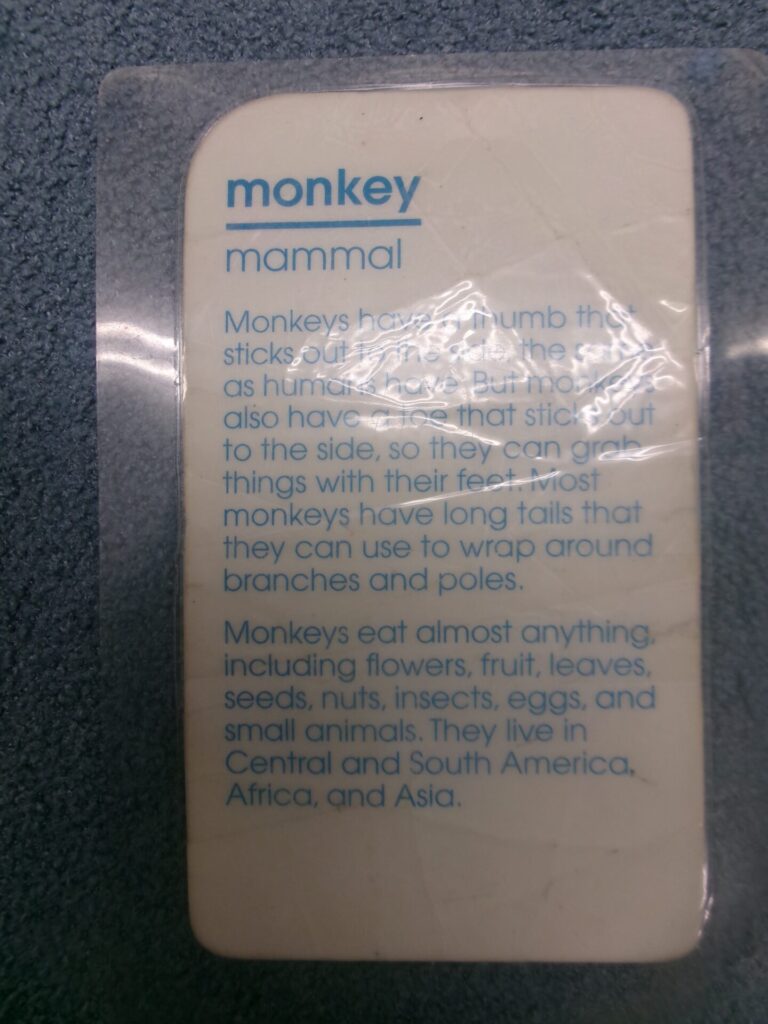 monkey
mammal
Monkeys have a thumb that
sticks out to the side, the same
as humans have. But monkeys
also have a toe that sticks out
to the side, so they can grab
things with their feet. Most
monkeys have long tails that
they can use to wrap around
branches and poles.
Monkeys eat almost anything,
including flowers, fruit, leaves,
seeds, nuts, insects, eggs, and
small animals. They live in
Central and South America,
Africa, and Asia.